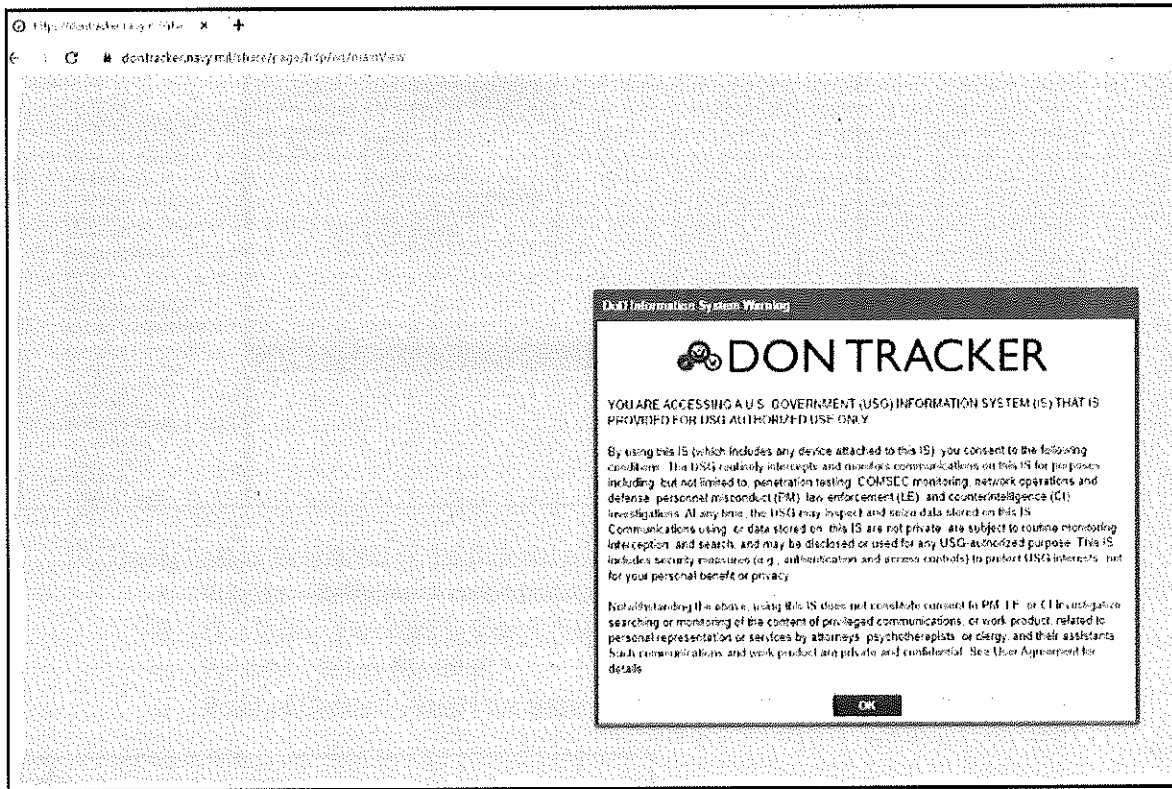 dontracker.navy.mil/share/page/
DoD Information System Warning
DON TRACKER
YOU ARE ACCESSING A U.S. GOVERNMENT (USG) INFORMATION SYSTEM (IS) THAT IS
PROVIDED FOR USG AUTHORIZED USE ONLY
By using this IS (which includes any device attached to this IS) you consent to the following
conditions The USG routinely intercepts and monitors communications on this IS for purposes
including but not limited to, penetration testing COMSEC monitoring, network operations and
defense personnel misconduct (PM) law enforcement (LE) and counterintelligence (CI)
investigations At any time, the USG may inspect and seize data stored on this IS
Communications using or data stored on this IS are not private are subject to routine monitoring
interception and search, and may be disclosed or used for any USG-authorized purpose This IS
includes security measures (e.g., authentication and access controls) to protect USG interests not
for your personal benefit or privacy
Notwithstanding the above, using this IS does not constitute consent to PM LE or CI investigative
searching or monitoring of the content of privileged communications, or work product, related to
personal representation or services by attorneys psychotherapists or clergy, and their assistants
Such communications and work product are private and confidential See User Agreement for
details
OK